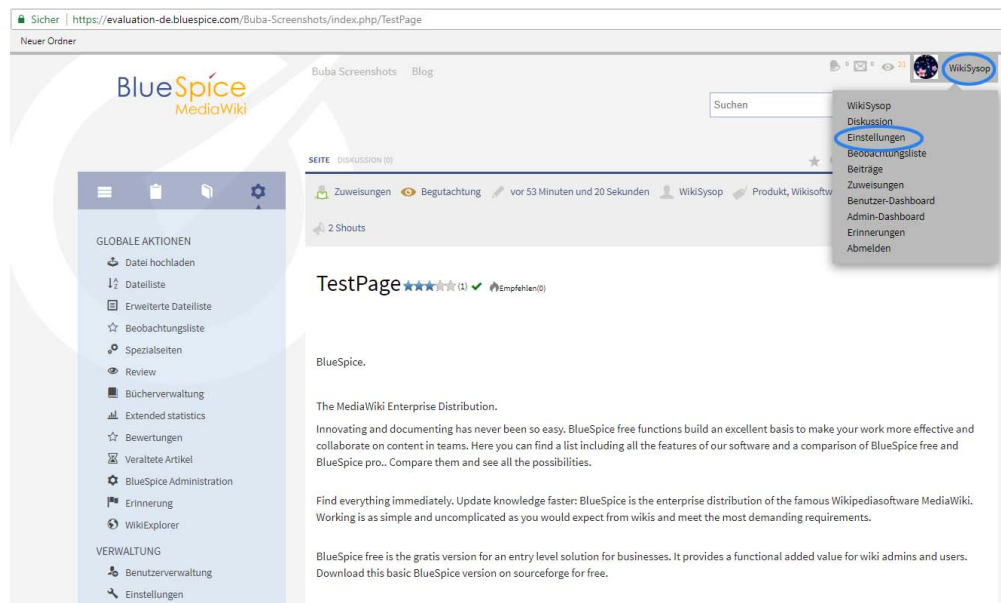 Sicher | https://evaluation-de.bluespice.com/Buba-Screenshots/index.php/TestPage
Neuer Ordner
BlueSpice
MediaWiki
Buba Screenshots Blog
0 0 21 WikiSysop
Suchen
WikiSysop
Diskussion
Einstellungen
Beobachtungsliste
Beiträge
Zuweisungen
Benutzer-Dashboard
Admin-Dashboard
Erinnerungen
Abmelden
SEITE DISKUSSION (0)
Zuweisungen Begutachtung vor 53 Minuten und 20 Sekunden WikiSysop Produkt, Wikisoftw
2 Shouts
GLOBALE AKTIONEN
Datei hochladen
Dateiliste
Erweiterte Dateiliste
Beobachtungsliste
Spezialseiten
Review
Bücherverwaltung
Extended statistics
Bewertungen
Veraltete Artikel
BlueSpice Administration
Erinnerung
WikiExplorer
VERWALTUNG
Benutzerverwaltung
Einstellungen
TestPage (1) Empfehlen(0)
BlueSpice.
The MediaWiki Enterprise Distribution.
Innovating and documenting has never been so easy. BlueSpice free functions build an excellent basis to make your work more effective and
collaborate on content in teams. Here you can find a list including all the features of our software and a comparison of BlueSpice free and
BlueSpice pro.. Compare them and see all the possibilities.
Find everything immediately. Update knowledge faster: BlueSpice is the enterprise distribution of the famous Wikipediasoftware MediaWiki.
Working is as simple and uncomplicated as you would expect from wikis and meet the most demanding requirements.
BlueSpice free is the gratis version for an entry level solution for businesses. It provides a functional added value for wiki admins and users.
Download this basic BlueSpice version on sourceforge for free.